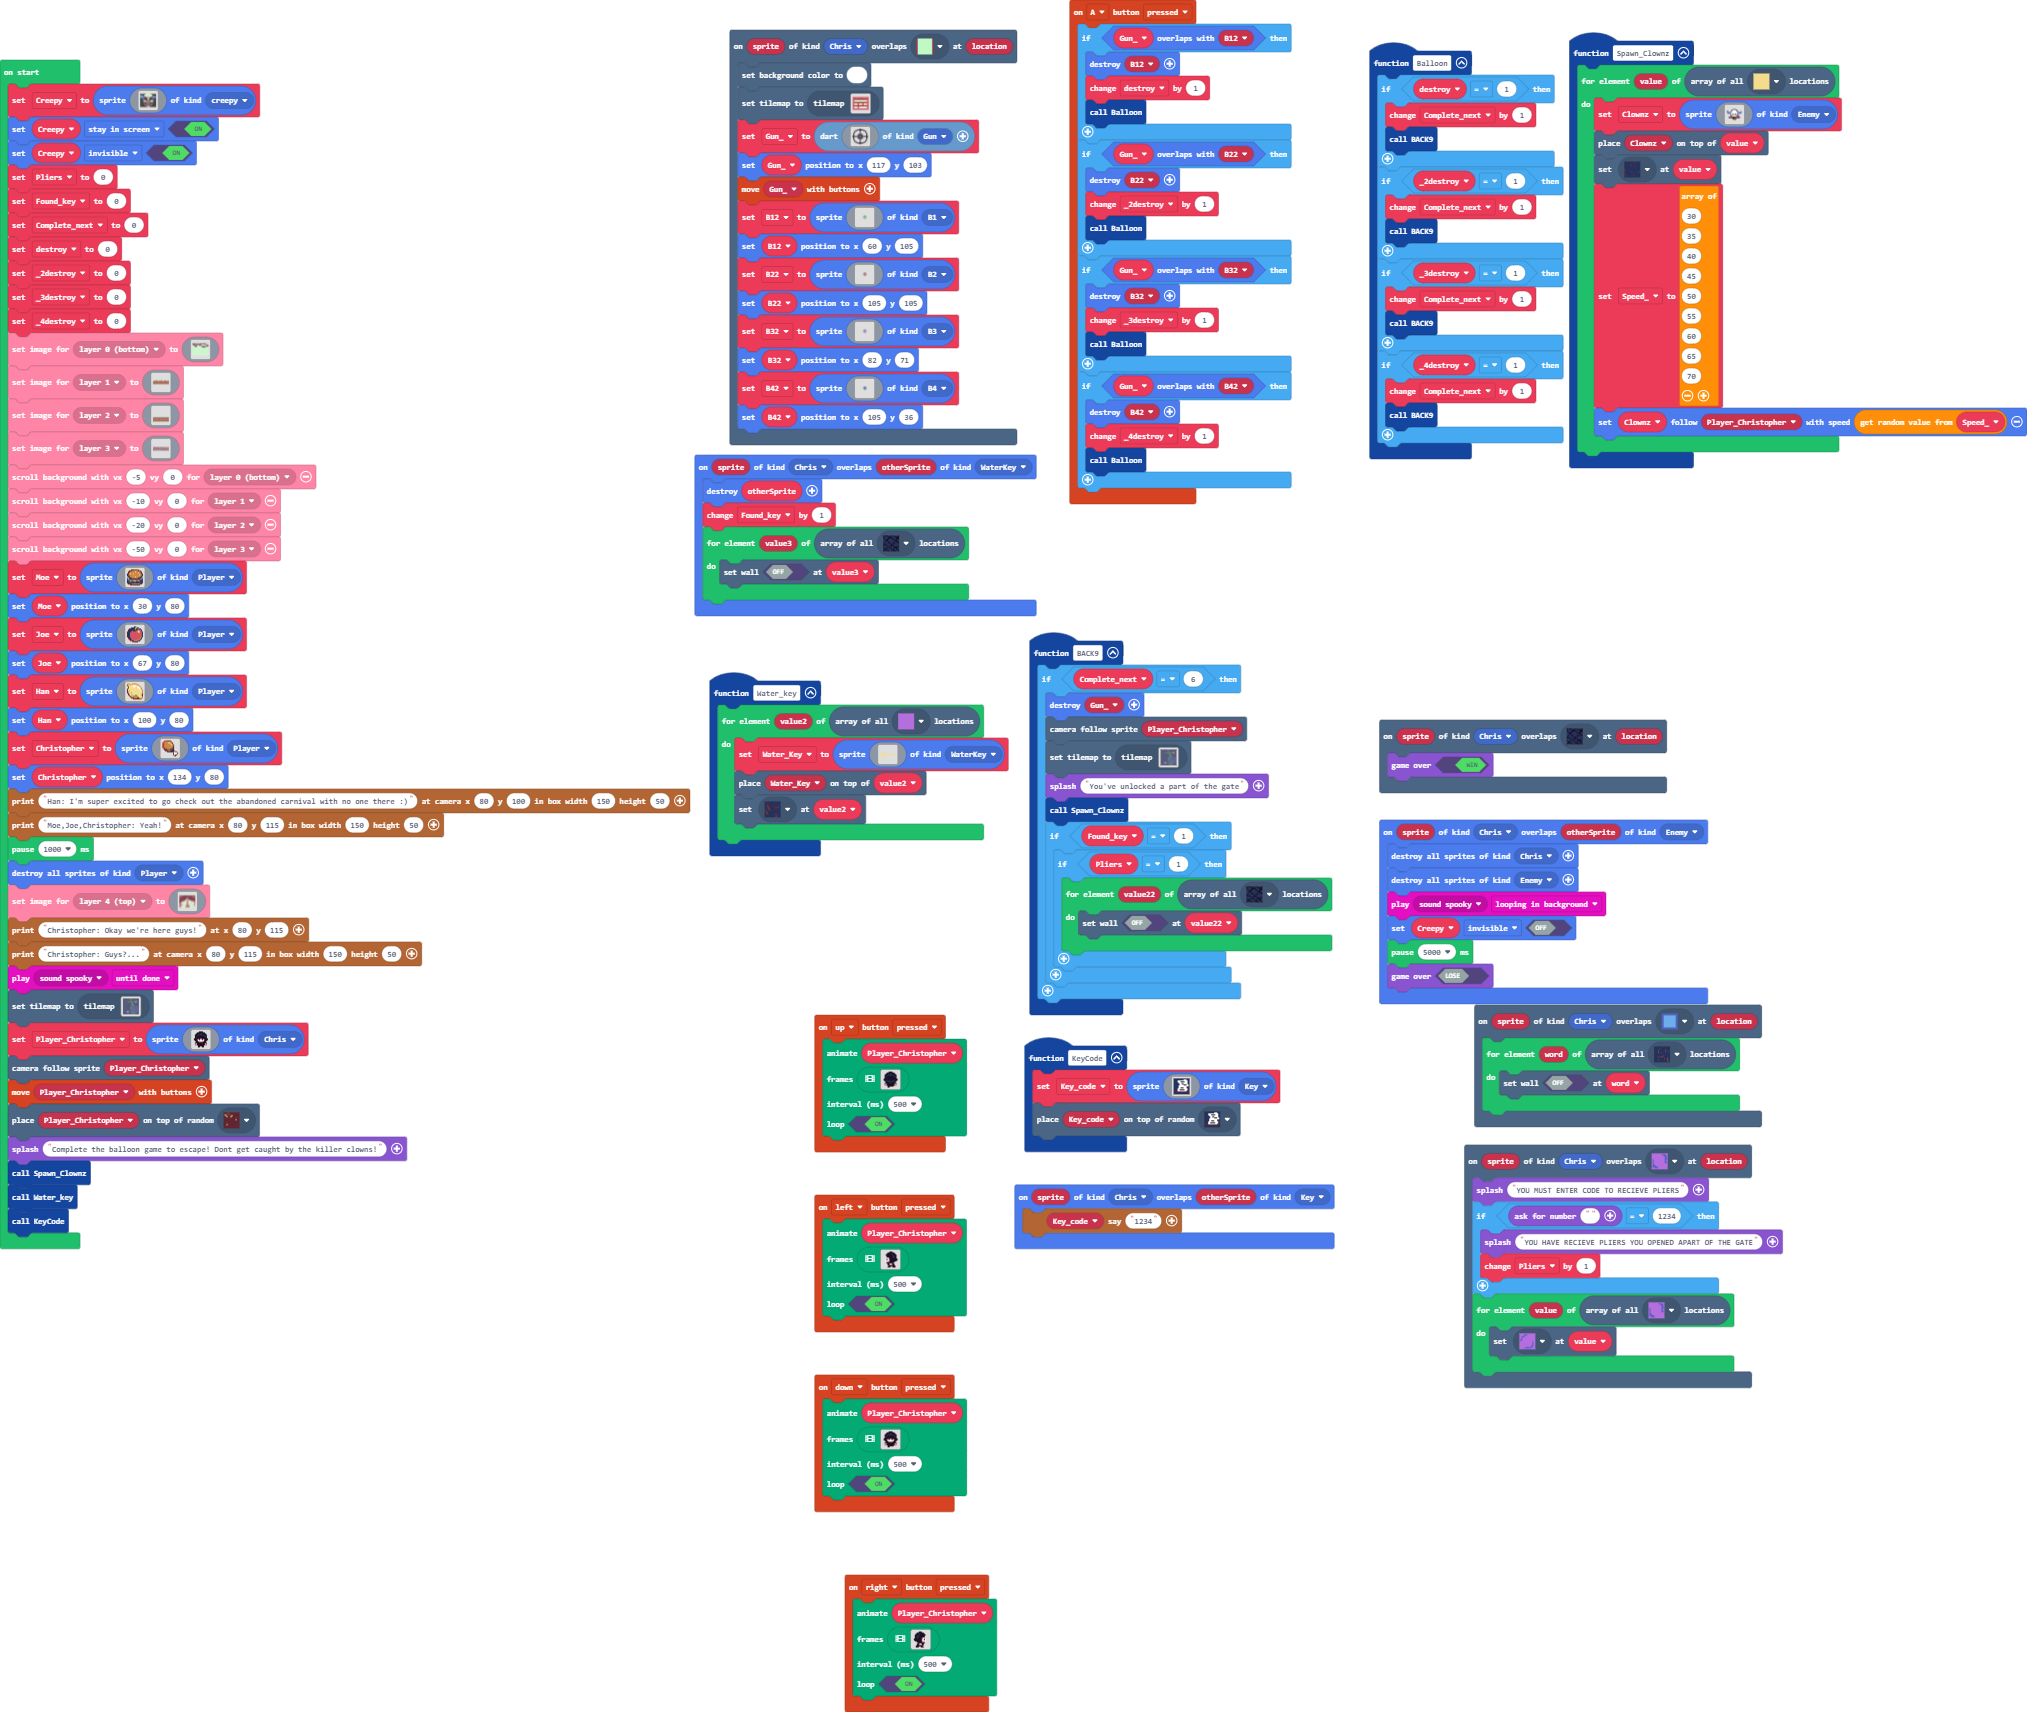 on start
set Creepy to sprite of kind creepy
set Creepy stay in screen ON
set Creepy invisible ON
set Pliers to 0
set Found_key to 0
set Complete_next to 0
set destroy to 0
set _2destroy to 0
set _3destroy to 0
set _4destroy to 0
set image for layer 0 (bottom) to
set image for layer 1 to
set image for layer 2 to
set image for layer 3 to
scroll background with vx -5 vy 0 for layer 0 (bottom)
scroll background with vx -10 vy 0 for layer 1
scroll background with vx -20 vy 0 for layer 2
scroll background with vx -50 vy 0 for layer 3
set Moe to sprite of kind Player
set Moe position to x 30 y 80
set Joe to sprite of kind Player
set Joe position to x 67 y 80
set Han to sprite of kind Player
set Han position to x 100 y 80
set Christopher to sprite of kind Player
set Christopher position to x 134 y 80
print "Han: I'm super excited to go check out the abandoned carnival with no one there :)" at camera x 80 y 100 in box width 150 height 50
print "Moe,Joe,Christopher: Yeah!" at camera x 80 y 115 in box width 150 height 50
pause 1000 ms
destroy all sprites of kind Player
set image for layer 4 (top) to
print "Christopher: Okay we're here guys!" at x 80 y 115
print "Christopher: Guys?..." at camera x 80 y 115 in box width 150 height 50
play sound spooky until done
set tilemap to tilemap
set Player_Christopher to sprite of kind Chris
camera follow sprite Player_Christopher
move Player_Christopher with buttons
place Player_Christopher on top of random
splash "Complete the balloon game to escape! Dont get caught by the killer clowns!"
call Spawn_Clownz
call Water_key
call KeyCode
on sprite of kind Chris overlaps at location
set background color to
set tilemap to tilemap
set Gun_ to dart of kind Gun
set Gun_ position to x 117 y 103
move Gun_ with buttons
set B12 to sprite of kind B1
set B12 position to x 60 y 105
set B22 to sprite of kind B2
set B22 position to x 105 y 105
set B32 to sprite of kind B3
set B32 position to x 82 y 71
set B42 to sprite of kind B4
set B42 position to x 105 y 36
on sprite of kind Chris overlaps otherSprite of kind WaterKey
destroy otherSprite
change Found_key by 1
for element value3 of array of all locations
do
set wall OFF at value3
function Water_key
for element value2 of array of all locations
do
set Water_Key to sprite of kind WaterKey
place Water_Key on top of value2
set at value2
on up button pressed
animate Player_Christopher
frames
interval (ms) 500
loop ON
on left button pressed
animate Player_Christopher
frames
interval (ms) 500
loop ON
on down button pressed
animate Player_Christopher
frames
interval (ms) 500
loop ON
on right button pressed
animate Player_Christopher
frames
interval (ms) 500
loop ON
on A button pressed
if Gun_ overlaps with B12 then
destroy B12
change destroy by 1
call Balloon
if Gun_ overlaps with B22 then
destroy B22
change _2destroy by 1
call Balloon
if Gun_ overlaps with B32 then
destroy B32
change _3destroy by 1
call Balloon
if Gun_ overlaps with B42 then
destroy B42
change _4destroy by 1
call Balloon
function BACK9
if Complete_next = 6 then
destroy Gun_
camera follow sprite Player_Christopher
set tilemap to tilemap
splash "You've unlocked a part of the gate"
call Spawn_Clownz
if Found_key = 1 then
if Pliers = 1 then
for element value22 of array of all locations
do
set wall OFF at value22
function KeyCode
set Key_code to sprite of kind Key
place Key_code on top of random
on sprite of kind Chris overlaps otherSprite of kind Key
Key_code say "1234"
function Balloon
if destroy = 1 then
change Complete_next by 1
call BACK9
if _2destroy = 1 then
change Complete_next by 1
call BACK9
if _3destroy = 1 then
change Complete_next by 1
call BACK9
if _4destroy = 1 then
change Complete_next by 1
call BACK9
function Spawn_Clownz
for element value of array of all locations
do
set Clownz to sprite of kind Enemy
place Clownz on top of value
set at value
set Speed_ to array of
30
35
40
45
50
55
60
65
70
set Clownz follow Player_Christopher with speed get random value from Speed_
on sprite of kind Chris overlaps at location
game over WIN
on sprite of kind Chris overlaps otherSprite of kind Enemy
destroy all sprites of kind Chris
destroy all sprites of kind Enemy
play sound spooky looping in background
set Creepy invisible OFF
pause 5000 ms
game over LOSE
on sprite of kind Chris overlaps at location
for element word of array of all locations
do
set wall OFF at word
on sprite of kind Chris overlaps at location
splash "YOU MUST ENTER CODE TO RECIEVE PLIERS"
if ask for number "" = 1234 then
splash "YOU HAVE RECIEVE PLIERS YOU OPENED APART OF THE GATE"
change Pliers by 1
for element value of array of all locations
do
set at value